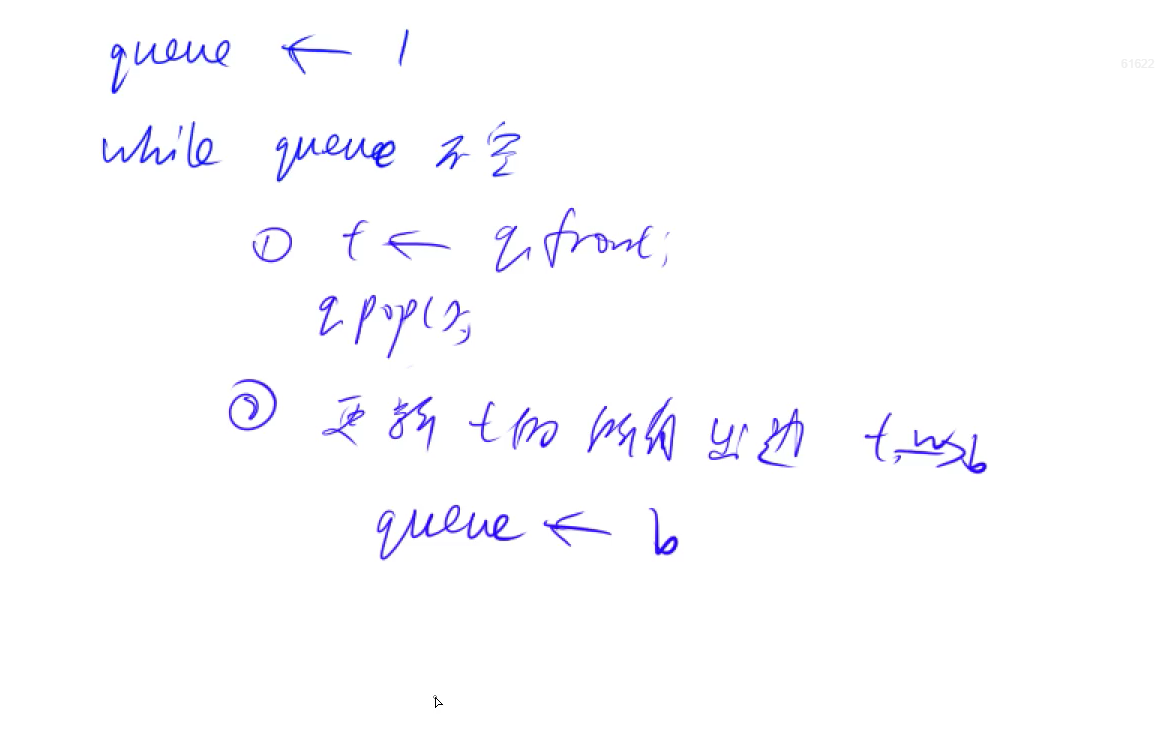 queue ← 1
61622
while queue 不空
① t ← q.front;
q.pop();
② 更新t的所有出边 t -w-> b
queue ← b